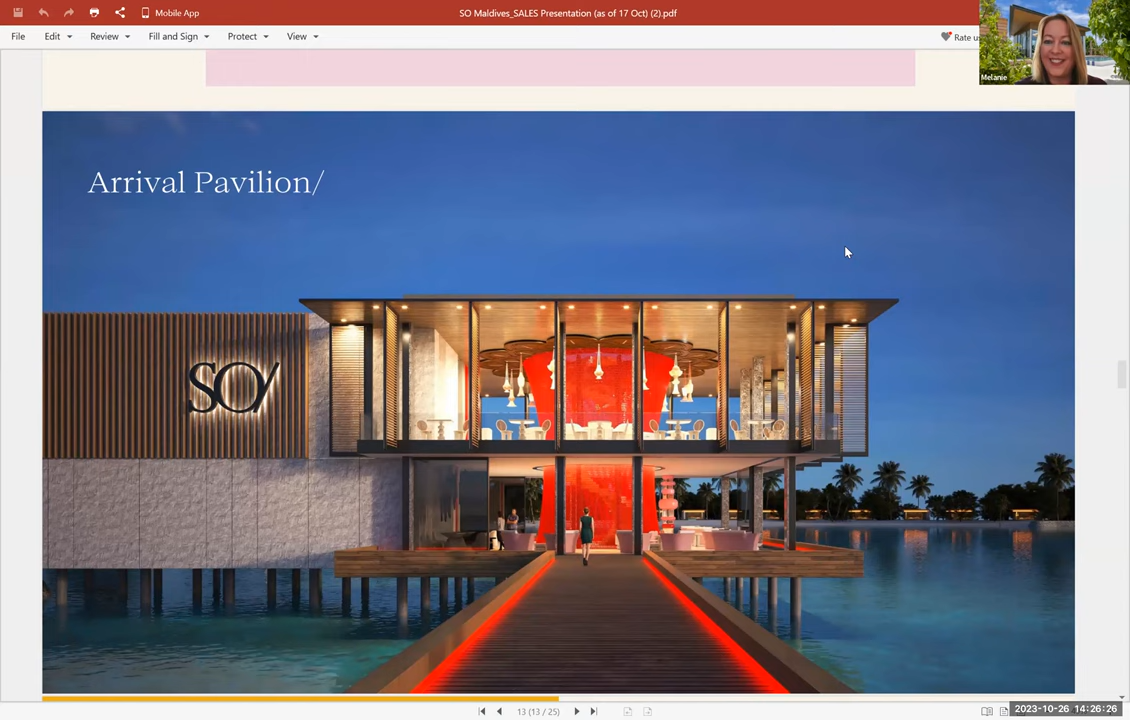 Mobile App
SO Maldives_SALES Presentation (as of 17 Oct) (2).pdf
File
Edit
Review
Fill and Sign
Protect
View
Rate us
Melanie
Arrival Pavilion/
SO/
13 (13 / 25)
2023-10-26 14:26:26